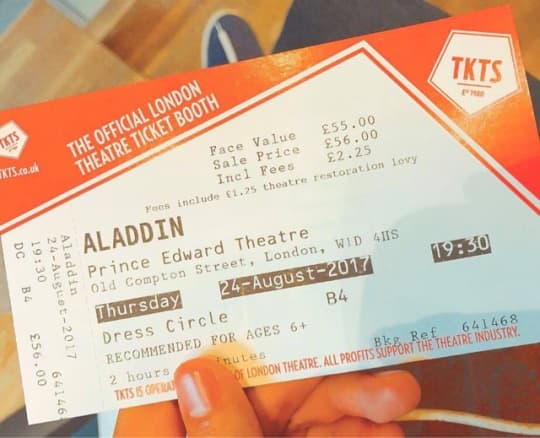 TKTS
TKTS.co.uk
THE OFFICIAL LONDON
THEATRE TICKET BOOTH
TKTS
EST 1980
Face Value £55.00
Sale Price £56.00
Incl Fees £2.25
Fees include £1.25 theatre restoration levy
ALADDIN
Prince Edward Theatre
Old Compton Street, London, W1D 4HS
Thursday 24-August-2017 19:30
Dress Circle B4
RECOMMENDED FOR AGES 6+
2 hours
Bkg Ref 641468
TKTS IS OF LONDON THEATRE. ALL PROFITS SUPPORT THE THEATRE INDUSTRY.
Aladdin 64146
24-August-2017
19:30
DC B4 £56.00